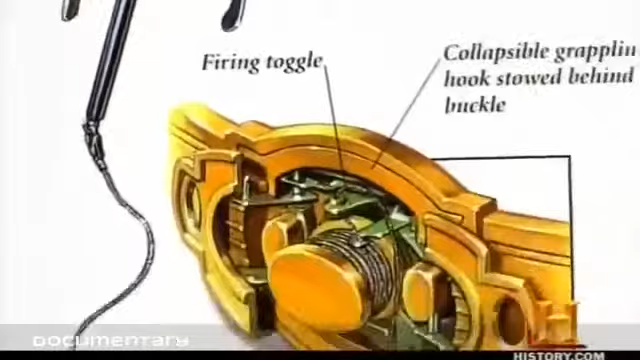 Firing toggle
Collapsible grapplin
hook stowed behind
buckle
DOCUMENTARY
H
HISTORY.COM